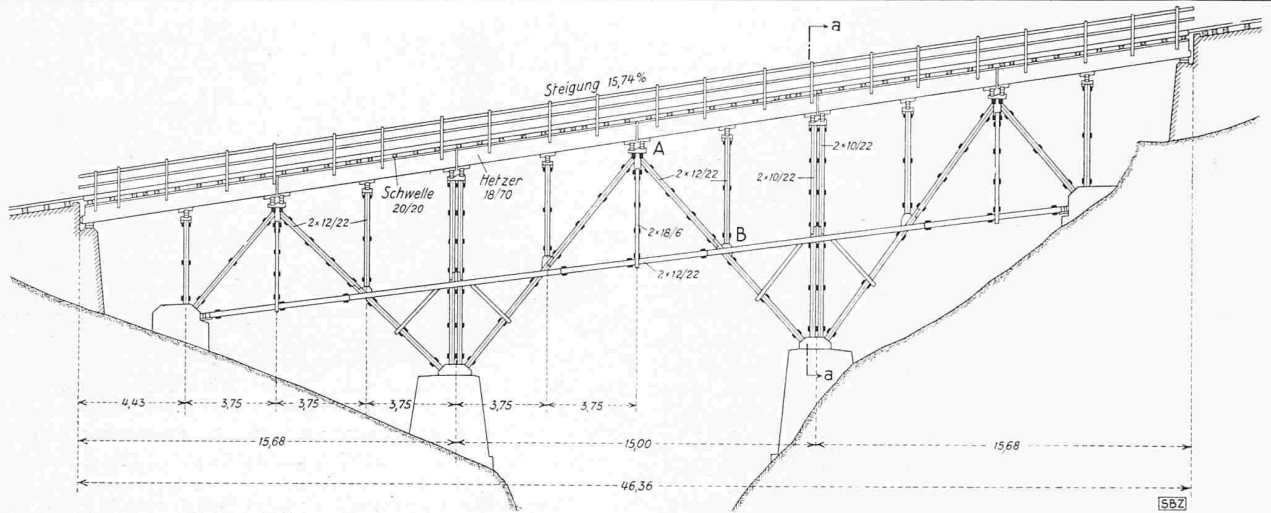 a
Steigung 15,74%
Schwelle
20/20
Hetzer
18/70
A
2×12/22
2×10/22
2×10/22
2×12/22
2×18/6
B
2×12/22
a
4,43
3,75
3,75
3,75
3,75
3,75
15,68
15,00
15,68
46,36
SBZ